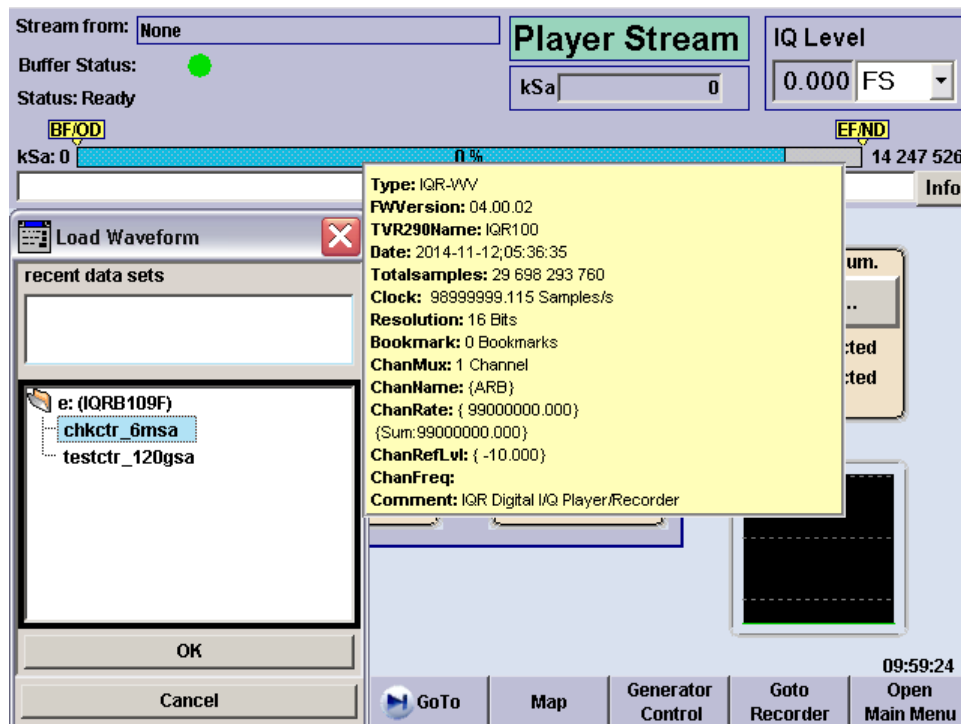 Stream from: None
Player Stream
IQ Level
Buffer Status:
kSa 0
0.000 FS
Status: Ready
BF/OD
EF/ND
kSa: 0
0 %
14 247 526
Info
Type: IQR-WV
FWVersion: 04.00.02
TVR290Name: IQR100
Date: 2014-11-12;05:36:35
Totalsamples: 29 698 293 760
Clock: 98999999.115 Samples/s
Resolution: 16 Bits
Bookmark: 0 Bookmarks
ChanMux: 1 Channel
ChanName: {ARB}
ChanRate: { 99000000.000}
{Sum:99000000.000}
ChanRefLvl: { -10.000}
ChanFreq:
Comment: IQR Digital I/Q Player/Recorder
Load Waveform
recent data sets
e: (IQRB109F)
chkctr_6msa
testctr_120gsa
OK
Cancel
um.
..
cted
cted
09:59:24
GoTo
Map
Generator
Control
Goto
Recorder
Open
Main Menu